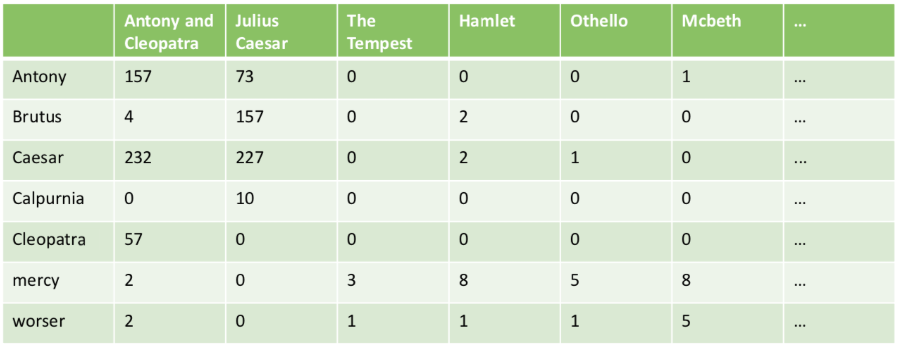 Antony and Cleopatra Julius Caesar The Tempest Hamlet Othello Mcbeth ...
Antony 157 73 0 0 0 1 ...
Brutus 4 157 0 2 0 0 ...
Caesar 232 227 0 2 1 0 ...
Calpurnia 0 10 0 0 0 0 ...
Cleopatra 57 0 0 0 0 0 ...
mercy 2 0 3 8 5 8 ...
worser 2 0 1 1 1 5 ...